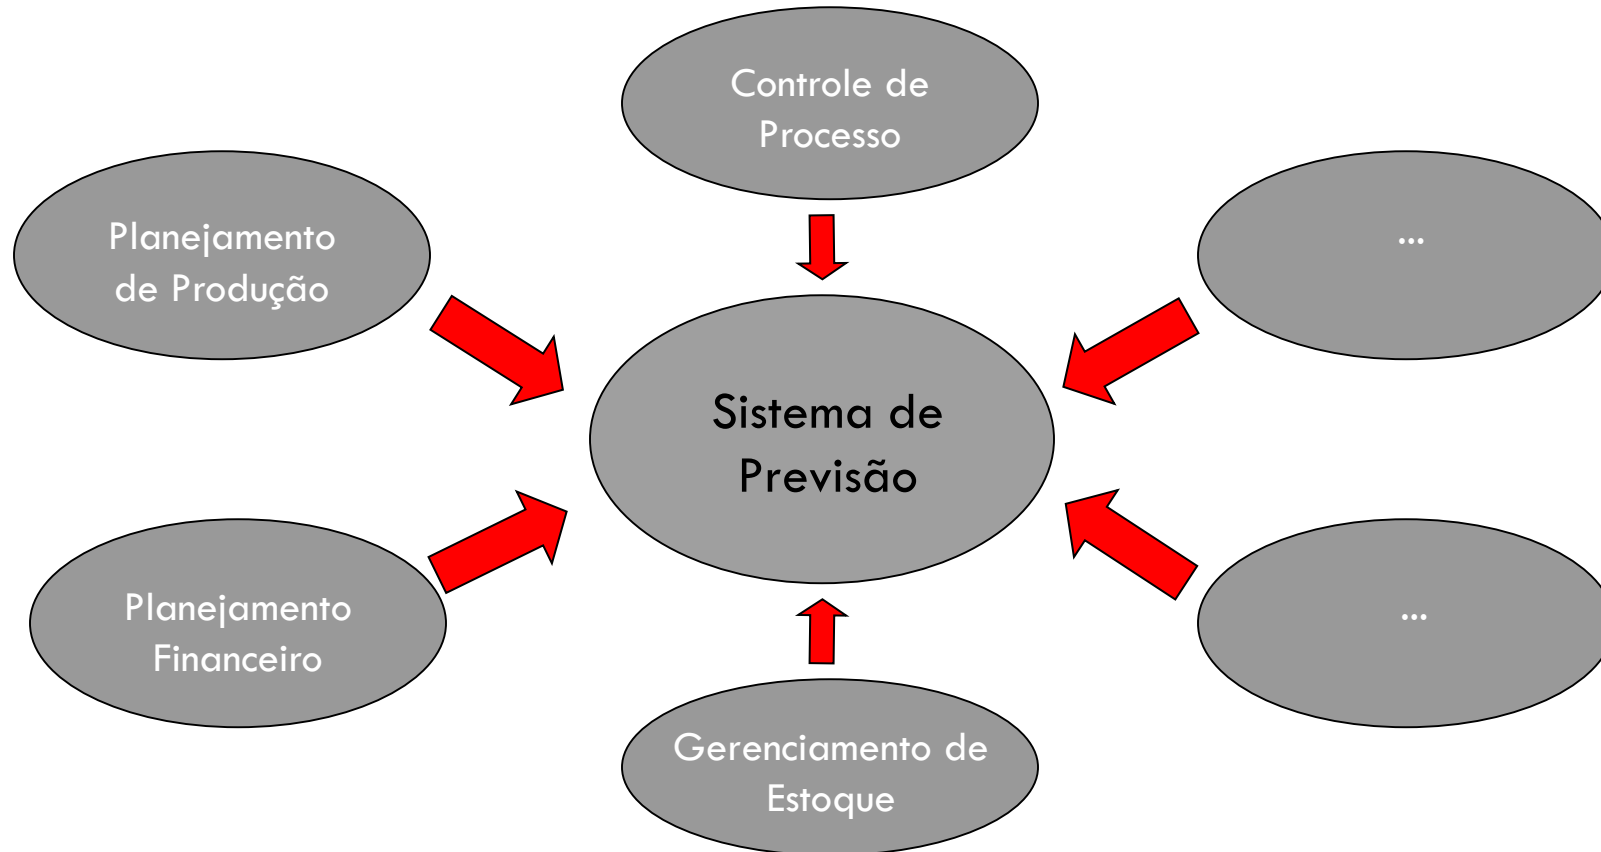 Controle de
Processo
Planejamento
de Produção
...
Sistema de
Previsão
Planejamento
Financeiro
...
Gerenciamento de
Estoque